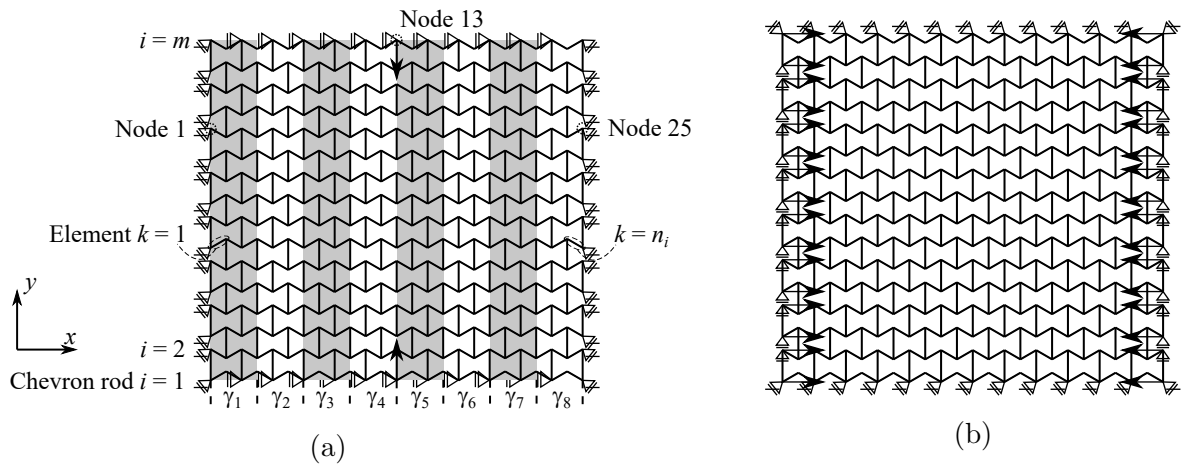 Node 13
i = m
Node 1
Node 25
Element k = 1
k = nᵢ
y
x
i = 2
Chevron rod i = 1
γ₁ γ₂ γ₃ γ₄ γ₅ γ₆ γ₇ γ₈
(a)
(b)